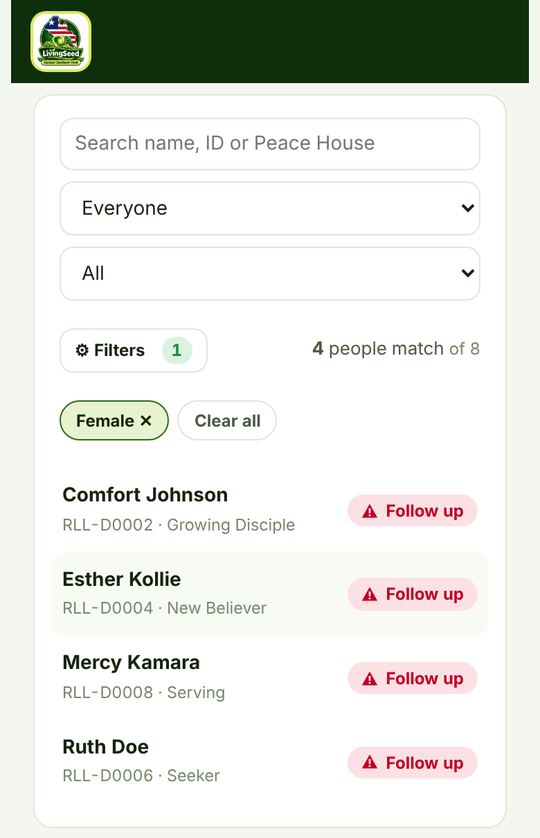 LivingSeed
Search name, ID or Peace House
Everyone
All
⚙ Filters 1
4 people match of 8
Female ✕
Clear all
Comfort Johnson
RLL-D0002 · Growing Disciple
Follow up
Esther Kollie
RLL-D0004 · New Believer
Follow up
Mercy Kamara
RLL-D0008 · Serving
Follow up
Ruth Doe
RLL-D0006 · Seeker
Follow up